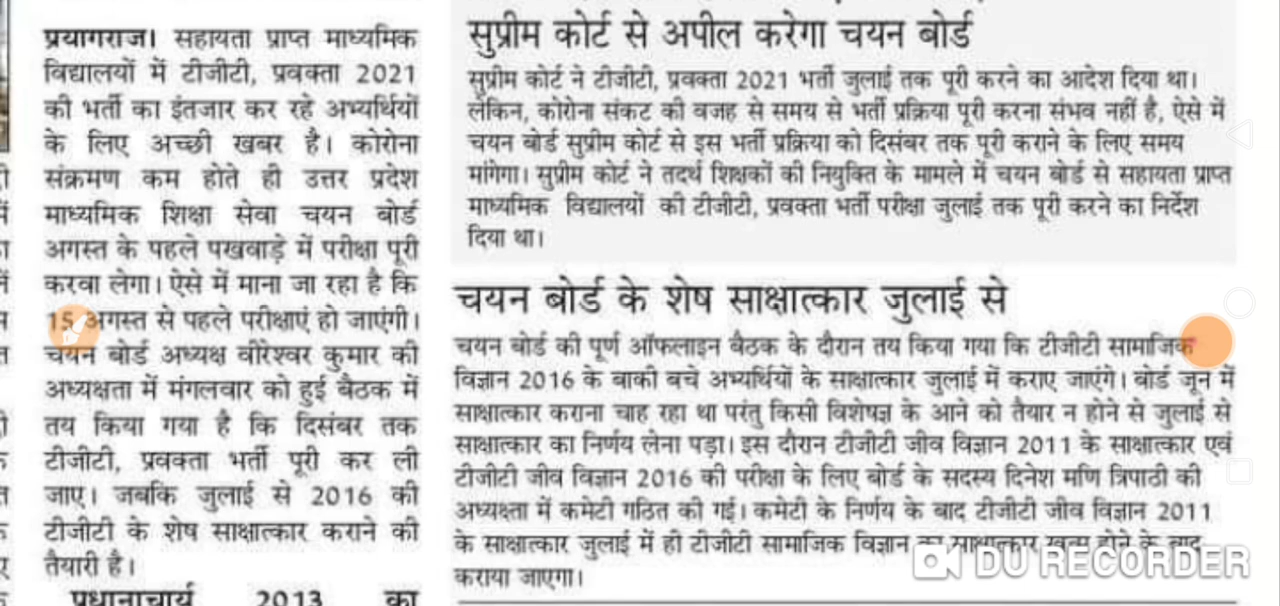 प्रयागराज। सहायता प्राप्त माध्यमिक
विद्यालयों में टीजीटी, प्रवक्ता 2021
की भर्ती का इंतजार कर रहे अभ्यर्थियों
के लिए अच्छी खबर है। कोरोना
संक्रमण कम होते ही उत्तर प्रदेश
माध्यमिक शिक्षा सेवा चयन बोर्ड
अगस्त के पहले पखवाड़े में परीक्षा पूरी
करवा लेगा। ऐसे में माना जा रहा है कि
15 अगस्त से पहले परीक्षाएं हो जाएंगी।
चयन बोर्ड अध्यक्ष वीरेश्वर कुमार की
अध्यक्षता में मंगलवार को हुई बैठक में
तय किया गया है कि दिसंबर तक
टीजीटी, प्रवक्ता भर्ती पूरी कर ली
जाए। जबकि जुलाई से 2016 की
टीजीटी के शेष साक्षात्कार कराने की
तैयारी है।
प्रधानाचार्य 2013 का
सुप्रीम कोर्ट से अपील करेगा चयन बोर्ड
सुप्रीम कोर्ट ने टीजीटी, प्रवक्ता 2021 भर्ती जुलाई तक पूरी करने का आदेश दिया था।
लेकिन, कोरोना संकट की वजह से समय से भर्ती प्रक्रिया पूरी करना संभव नहीं है, ऐसे में
चयन बोर्ड सुप्रीम कोर्ट से इस भर्ती प्रक्रिया को दिसंबर तक पूरी कराने के लिए समय
मांगेगा। सुप्रीम कोर्ट ने तदर्थ शिक्षकों की नियुक्ति के मामले में चयन बोर्ड से सहायता प्राप्त
माध्यमिक विद्यालयों की टीजीटी, प्रवक्ता भर्ती परीक्षा जुलाई तक पूरी करने का निर्देश
दिया था।
चयन बोर्ड के शेष साक्षात्कार जुलाई से
चयन बोर्ड की पूर्ण ऑफलाइन बैठक के दौरान तय किया गया कि टीजीटी सामाजिक
विज्ञान 2016 के बाकी बचे अभ्यर्थियों के साक्षात्कार जुलाई में कराए जाएंगे। बोर्ड जून में
साक्षात्कार कराना चाह रहा था परंतु किसी विशेषज्ञ के आने को तैयार न होने से जुलाई से
साक्षात्कार का निर्णय लेना पड़ा। इस दौरान टीजीटी जीव विज्ञान 2011 के साक्षात्कार एवं
टीजीटी जीव विज्ञान 2016 की परीक्षा के लिए बोर्ड के सदस्य दिनेश मणि त्रिपाठी की
अध्यक्षता में कमेटी गठित की गई। कमेटी के निर्णय के बाद टीजीटी जीव विज्ञान 2011
के साक्षात्कार जुलाई में ही टीजीटी सामाजिक विज्ञान का साक्षात्कार खत्म होने के बाद
कराया जाएगा।
DU RECORDER